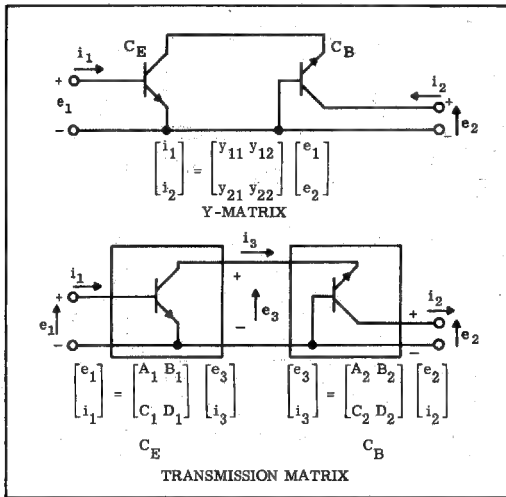 C_E C_B
i_1
+ i_2
e_1 + e_2
- -
[i_1 i_2] = [y_11 y_12 y_21 y_22] [e_1 e_2]
Y-MATRIX
i_3
i_1 + i_2
+ e_3 +
e_1 - e_2
- -
[e_1 i_1] = [A_1 B_1 C_1 D_1] [e_3 i_3] [e_3 i_3] = [A_2 B_2 C_2 D_2] [e_2 i_2]
C_E C_B
TRANSMISSION MATRIX